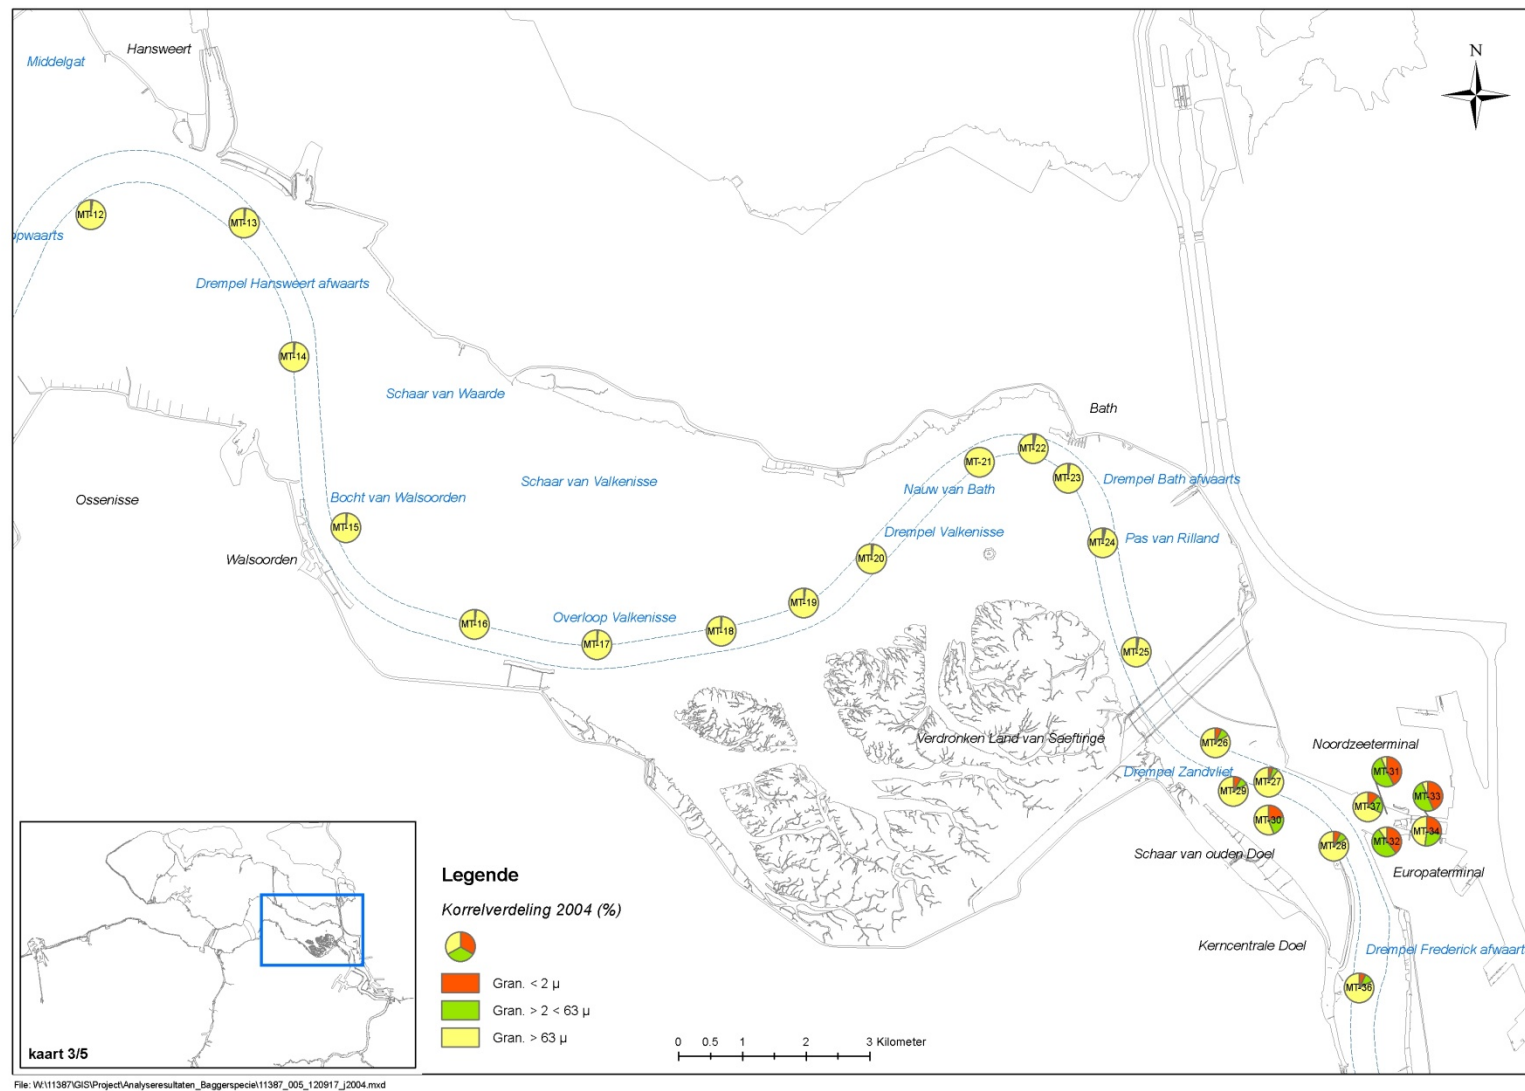 Hansweert
Middelgat
N
MT-12
MT-13
opwaarts
Drempel Hansweert afwaarts
MT-14
Schaar van Waarde
Bath
MT-22
MT-21
MT-23
Drempel Bath afwaarts
Schaar van Valkenisse
Nauw van Bath
Ossenisse
Bocht van Walsoorden
MT-15
Drempel Valkenisse
MT-24
Pas van Rilland
Walsoorden
MT-20
MT-19
Overloop Valkenisse
MT-16
MT-18
MT-17
MT-25
Verdronken Land van Saeftinge
MT-26
Noordzeeterminal
Drempel Zandvliet
MT-31
MT-27
MT-29
MT-33
MT-37
MT-30
MT-34
MT-28
MT-32
Schaar van ouden Doel
Europaterminal
Kerncentrale Doel
Drempel Frederick afwaart
MT-36
Legende
Korrelverdeling 2004 (%)
Gran. < 2 µ
Gran. > 2 < 63 µ
Gran. > 63 µ
0 0.5 1 2 3 Kilometer
kaart 3/5
File: W:\11387\GIS\Project\Analyseresultaten_Baggerspecie\11387_005_120917_j2004.mxd